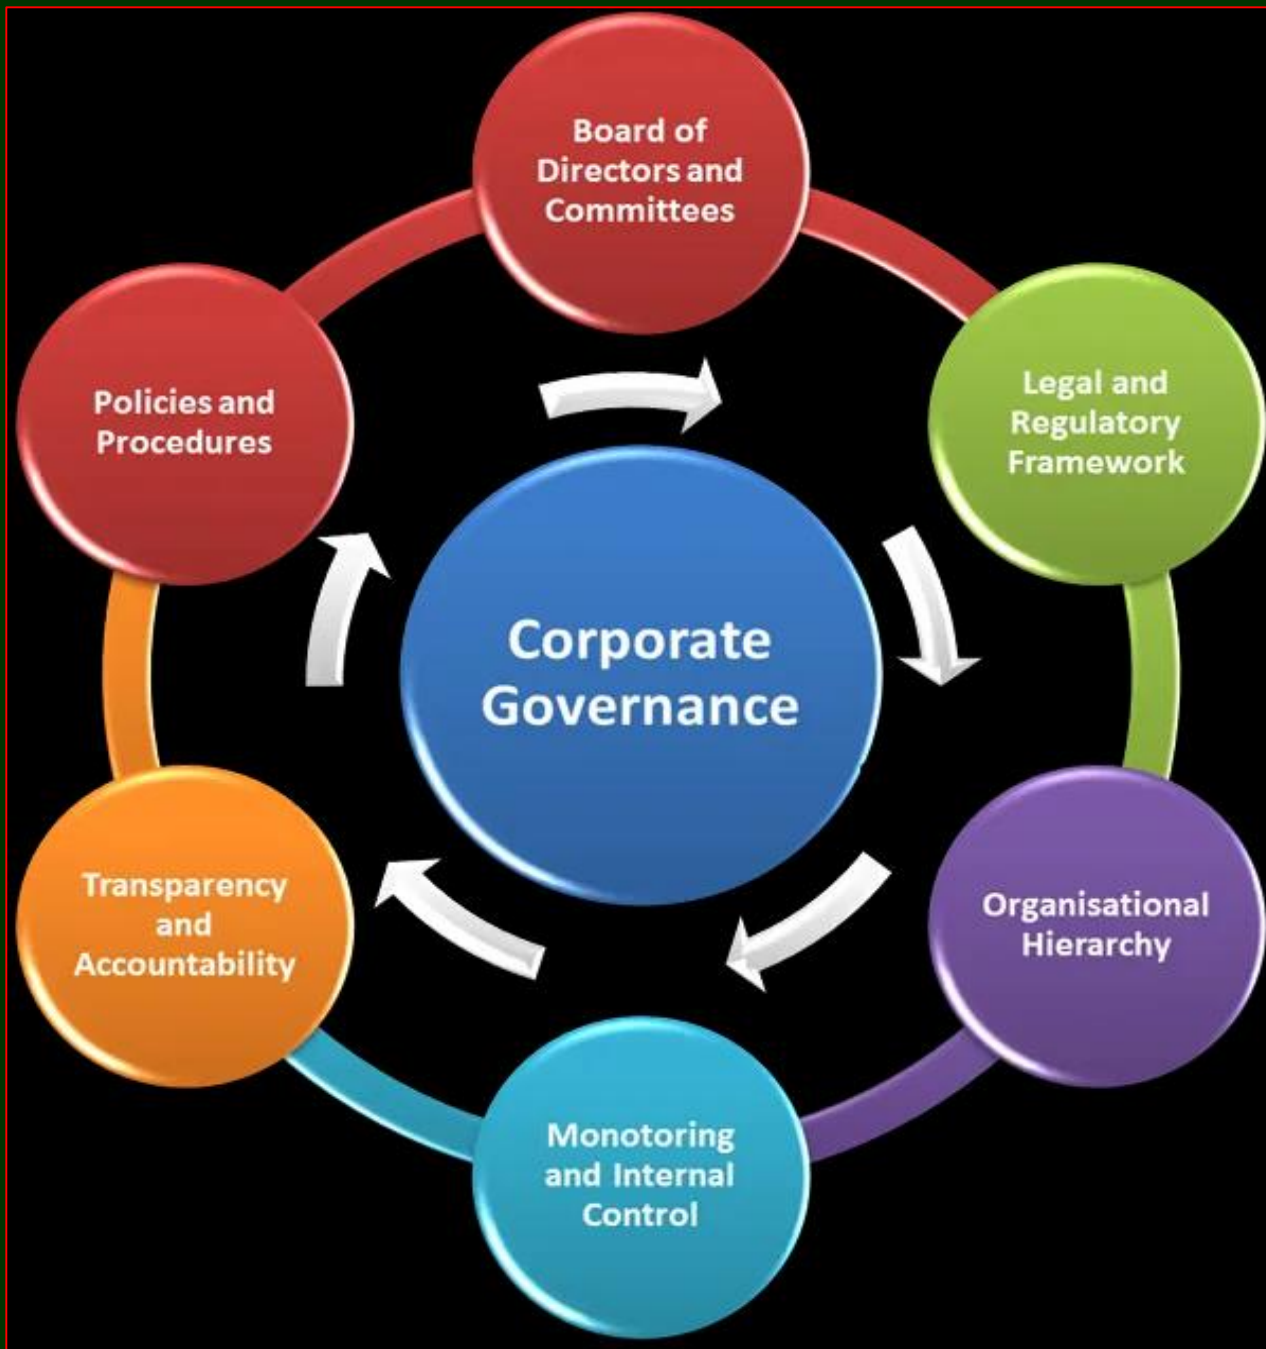 Board of
Directors and
Committees
Legal and
Regulatory
Framework
Organisational
Hierarchy
Monotoring
and Internal
Control
Transparency
and
Accountability
Policies and
Procedures
Corporate
Governance